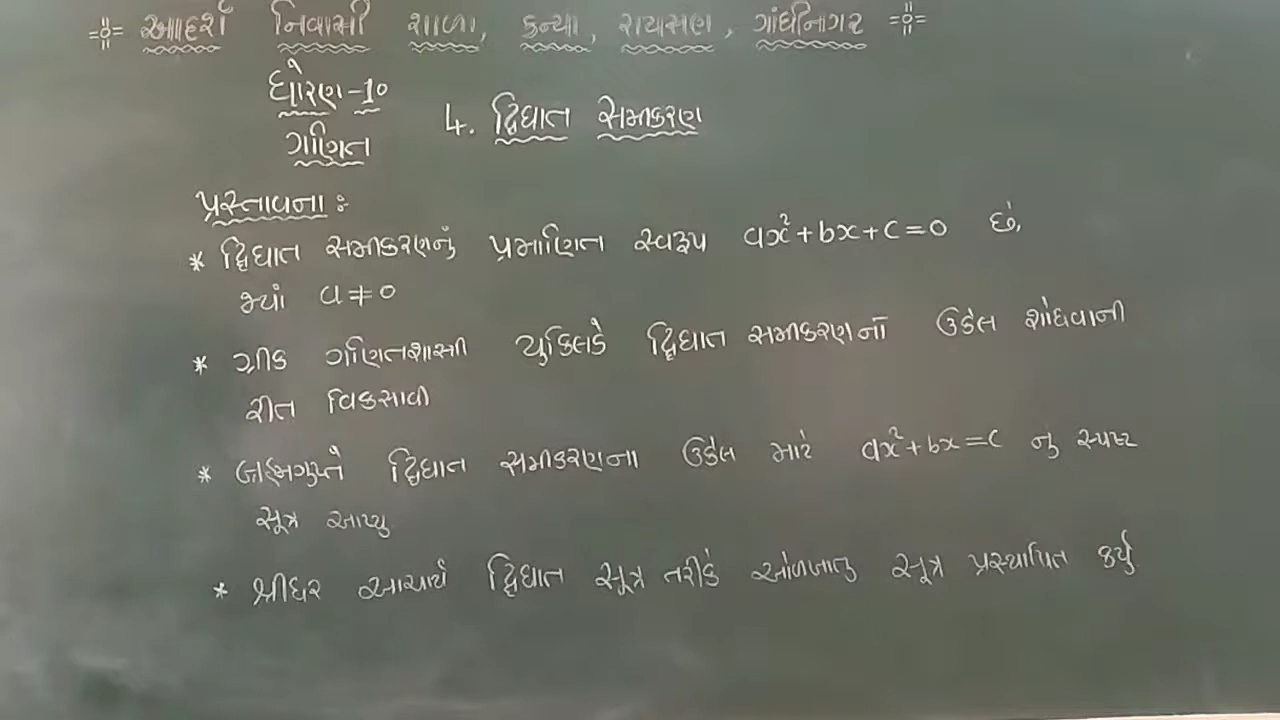 =ઃ= આદર્શ નિવાસી શાળા, કન્યા, રાયસણ, ગાંધીનગર =ઃ=
ધોરણ-10
ગણિત
4. દ્વિઘાત સમીકરણ
પ્રસ્તાવના :
* દ્વિઘાત સમીકરણનું પ્રમાણિત સ્વરૂપ ax²+bx+c=0 છે,
જ્યાં a≠0
* ગ્રીક ગણિતશાસ્ત્રી યુક્લિડે દ્વિઘાત સમીકરણનો ઉકેલ શોધવાની
રીત વિકસાવી
* બ્રહ્મગુપ્તે દ્વિઘાત સમીકરણના ઉકેલ માટે ax²+bx=c નુ સ્પષ્ટ
સૂત્ર આપ્યુ
* શ્રીધર આચાર્યે દ્વિઘાત સૂત્ર તરીકે ઓળખાતુ સૂત્ર પ્રસ્થાપિત કર્યુ